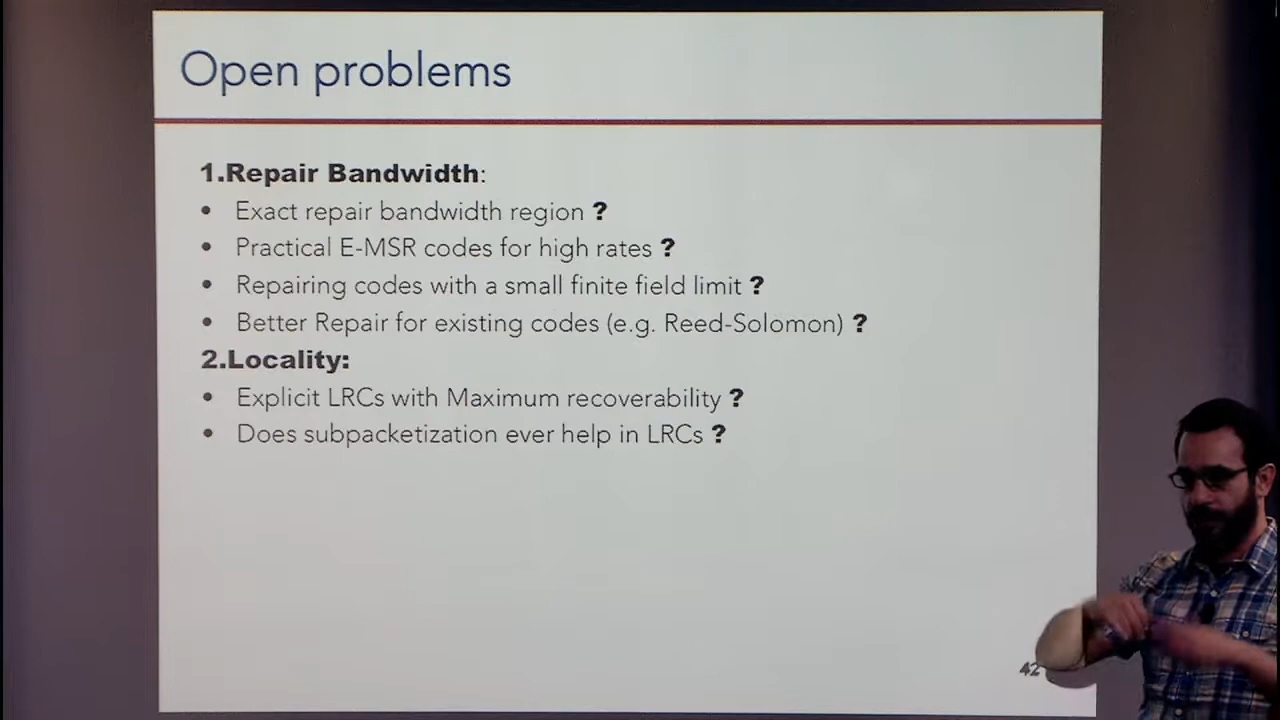 Open problems
1.Repair Bandwidth:
• Exact repair bandwidth region ?
• Practical E-MSR codes for high rates ?
• Repairing codes with a small finite field limit ?
• Better Repair for existing codes (e.g. Reed-Solomon) ?
2.Locality:
• Explicit LRCs with Maximum recoverability ?
• Does subpacketization ever help in LRCs ?
42